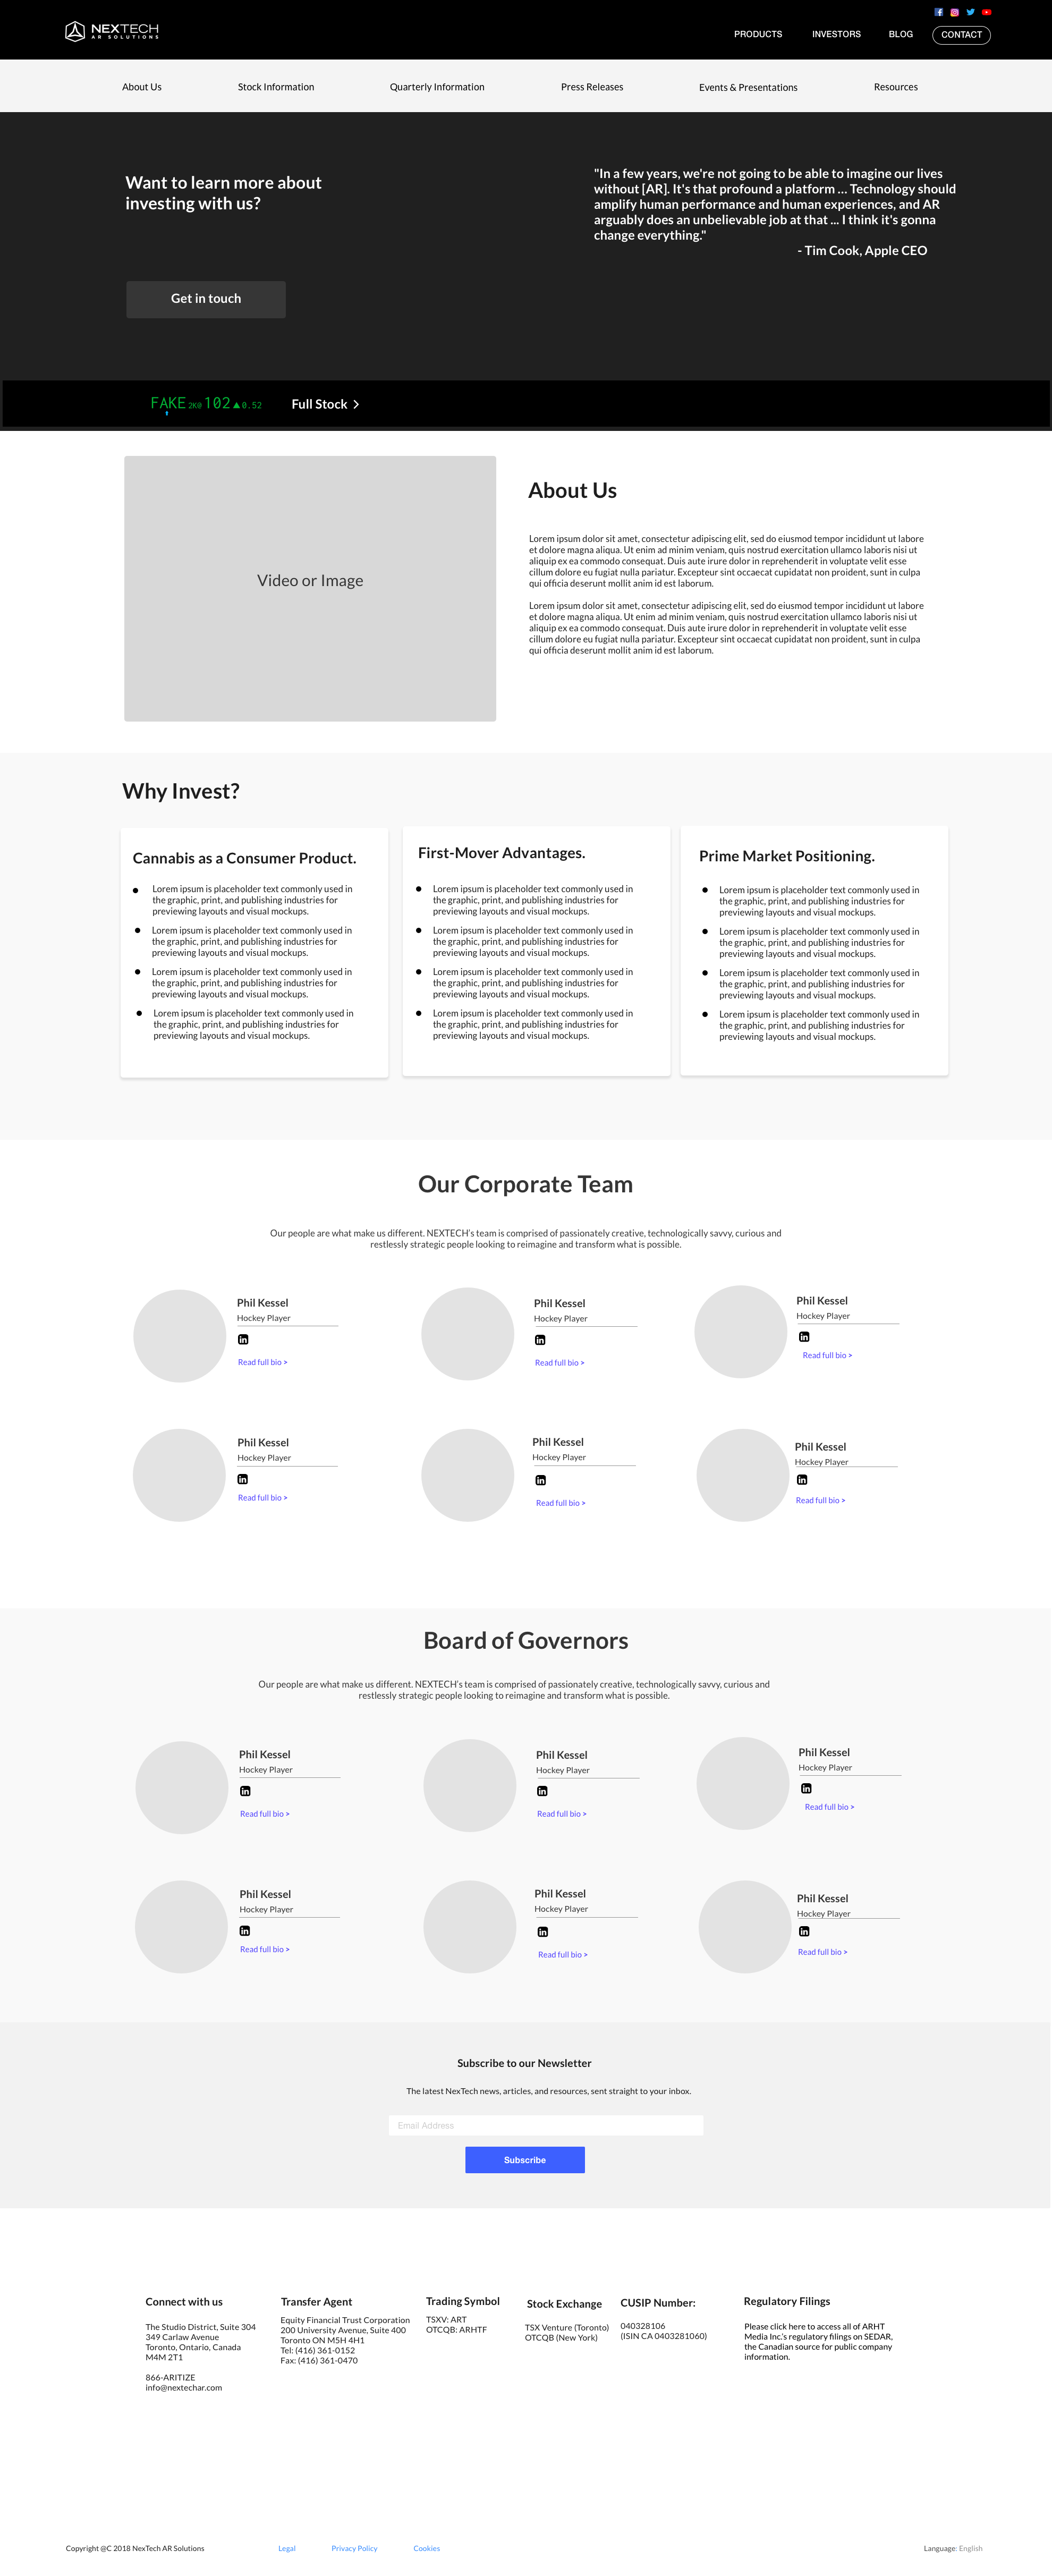 NEXTECH
AR SOLUTIONS
PRODUCTS INVESTORS BLOG CONTACT
About Us Stock Information Quarterly Information Press Releases Events & Presentations Resources
Want to learn more about
investing with us?
Get in touch
"In a few years, we're not going to be able to imagine our lives
without [AR]. It's that profound a platform ... Technology should
amplify human performance and human experiences, and AR
arguably does an unbelievable job at that ... I think it's gonna
change everything."
- Tim Cook, Apple CEO
FAKE 2K@ 102 ▲0.52 Full Stock >
Video or Image
About Us
Lorem ipsum dolor sit amet, consectetur adipiscing elit, sed do eiusmod tempor incididunt ut labore
et dolore magna aliqua. Ut enim ad minim veniam, quis nostrud exercitation ullamco laboris nisi ut
aliquip ex ea commodo consequat. Duis aute irure dolor in reprehenderit in voluptate velit esse
cillum dolore eu fugiat nulla pariatur. Excepteur sint occaecat cupidatat non proident, sunt in culpa
qui officia deserunt mollit anim id est laborum.
Lorem ipsum dolor sit amet, consectetur adipiscing elit, sed do eiusmod tempor incididunt ut labore
et dolore magna aliqua. Ut enim ad minim veniam, quis nostrud exercitation ullamco laboris nisi ut
aliquip ex ea commodo consequat. Duis aute irure dolor in reprehenderit in voluptate velit esse
cillum dolore eu fugiat nulla pariatur. Excepteur sint occaecat cupidatat non proident, sunt in culpa
qui officia deserunt mollit anim id est laborum.
Why Invest?
Cannabis as a Consumer Product.
Lorem ipsum is placeholder text commonly used in
the graphic, print, and publishing industries for
previewing layouts and visual mockups.
Lorem ipsum is placeholder text commonly used in
the graphic, print, and publishing industries for
previewing layouts and visual mockups.
Lorem ipsum is placeholder text commonly used in
the graphic, print, and publishing industries for
previewing layouts and visual mockups.
Lorem ipsum is placeholder text commonly used in
the graphic, print, and publishing industries for
previewing layouts and visual mockups.
First-Mover Advantages.
Lorem ipsum is placeholder text commonly used in
the graphic, print, and publishing industries for
previewing layouts and visual mockups.
Lorem ipsum is placeholder text commonly used in
the graphic, print, and publishing industries for
previewing layouts and visual mockups.
Lorem ipsum is placeholder text commonly used in
the graphic, print, and publishing industries for
previewing layouts and visual mockups.
Lorem ipsum is placeholder text commonly used in
the graphic, print, and publishing industries for
previewing layouts and visual mockups.
Prime Market Positioning.
Lorem ipsum is placeholder text commonly used in
the graphic, print, and publishing industries for
previewing layouts and visual mockups.
Lorem ipsum is placeholder text commonly used in
the graphic, print, and publishing industries for
previewing layouts and visual mockups.
Lorem ipsum is placeholder text commonly used in
the graphic, print, and publishing industries for
previewing layouts and visual mockups.
Lorem ipsum is placeholder text commonly used in
the graphic, print, and publishing industries for
previewing layouts and visual mockups.
Our Corporate Team
Our people are what make us different. NEXTECH's team is comprised of passionately creative, technologically savvy, curious and
restlessly strategic people looking to reimagine and transform what is possible.
Phil Kessel
Hockey Player
in
Read full bio >
Phil Kessel
Hockey Player
in
Read full bio >
Phil Kessel
Hockey Player
in
Read full bio >
Phil Kessel
Hockey Player
in
Read full bio >
Phil Kessel
Hockey Player
in
Read full bio >
Phil Kessel
Hockey Player
in
Read full bio >
Board of Governors
Our people are what make us different. NEXTECH's team is comprised of passionately creative, technologically savvy, curious and
restlessly strategic people looking to reimagine and transform what is possible.
Phil Kessel
Hockey Player
in
Read full bio >
Phil Kessel
Hockey Player
in
Read full bio >
Phil Kessel
Hockey Player
in
Read full bio >
Phil Kessel
Hockey Player
in
Read full bio >
Phil Kessel
Hockey Player
in
Read full bio >
Phil Kessel
Hockey Player
in
Read full bio >
Subscribe to our Newsletter
The latest NexTech news, articles, and resources, sent straight to your inbox.
Email Address
Subscribe
Connect with us
The Studio District, Suite 304
349 Carlaw Avenue
Toronto, Ontario, Canada
M4M 2T1
866-ARITIZE
info@nextechar.com
Transfer Agent
Equity Financial Trust Corporation
200 University Avenue, Suite 400
Toronto ON M5H 4H1
Tel: (416) 361-0152
Fax: (416) 361-0470
Trading Symbol
TSXV: ART
OTCQB: ARHTF
Stock Exchange
TSX Venture (Toronto)
OTCQB (New York)
CUSIP Number:
040328106
(ISIN CA 0403281060)
Regulatory Filings
Please click here to access all of ARHT
Media Inc.'s regulatory filings on SEDAR,
the Canadian source for public company
information.
Copyright @C 2018 NexTech AR Solutions Legal Privacy Policy Cookies Language: English